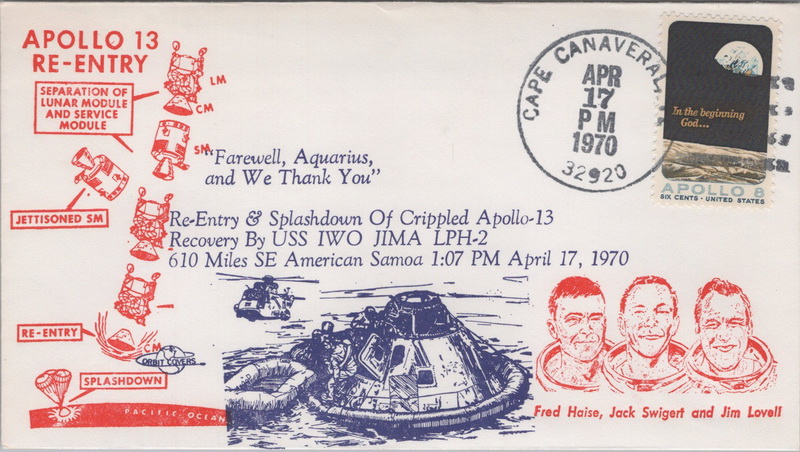 APOLLO 13
RE-ENTRY
SEPARATION OF
LUNAR MODULE
AND SERVICE
MODULE
LM
CM
SM
JETTISONED SM
RE-ENTRY
CM
ORBIT COVERS
SPLASHDOWN
PACIFIC OCEAN
"Farewell, Aquarius,
and We Thank You"
Re-Entry & Splashdown Of Crippled Apollo-13
Recovery By USS IWO JIMA LPH-2
610 Miles SE American Samoa 1:07 PM April 17, 1970
CAPE CANAVERAL,
APR
17
PM
1970
32920
In the beginning
God...
APOLLO 8
SIX CENTS · UNITED STATES
Fred Haise, Jack Swigert and Jim Lovell